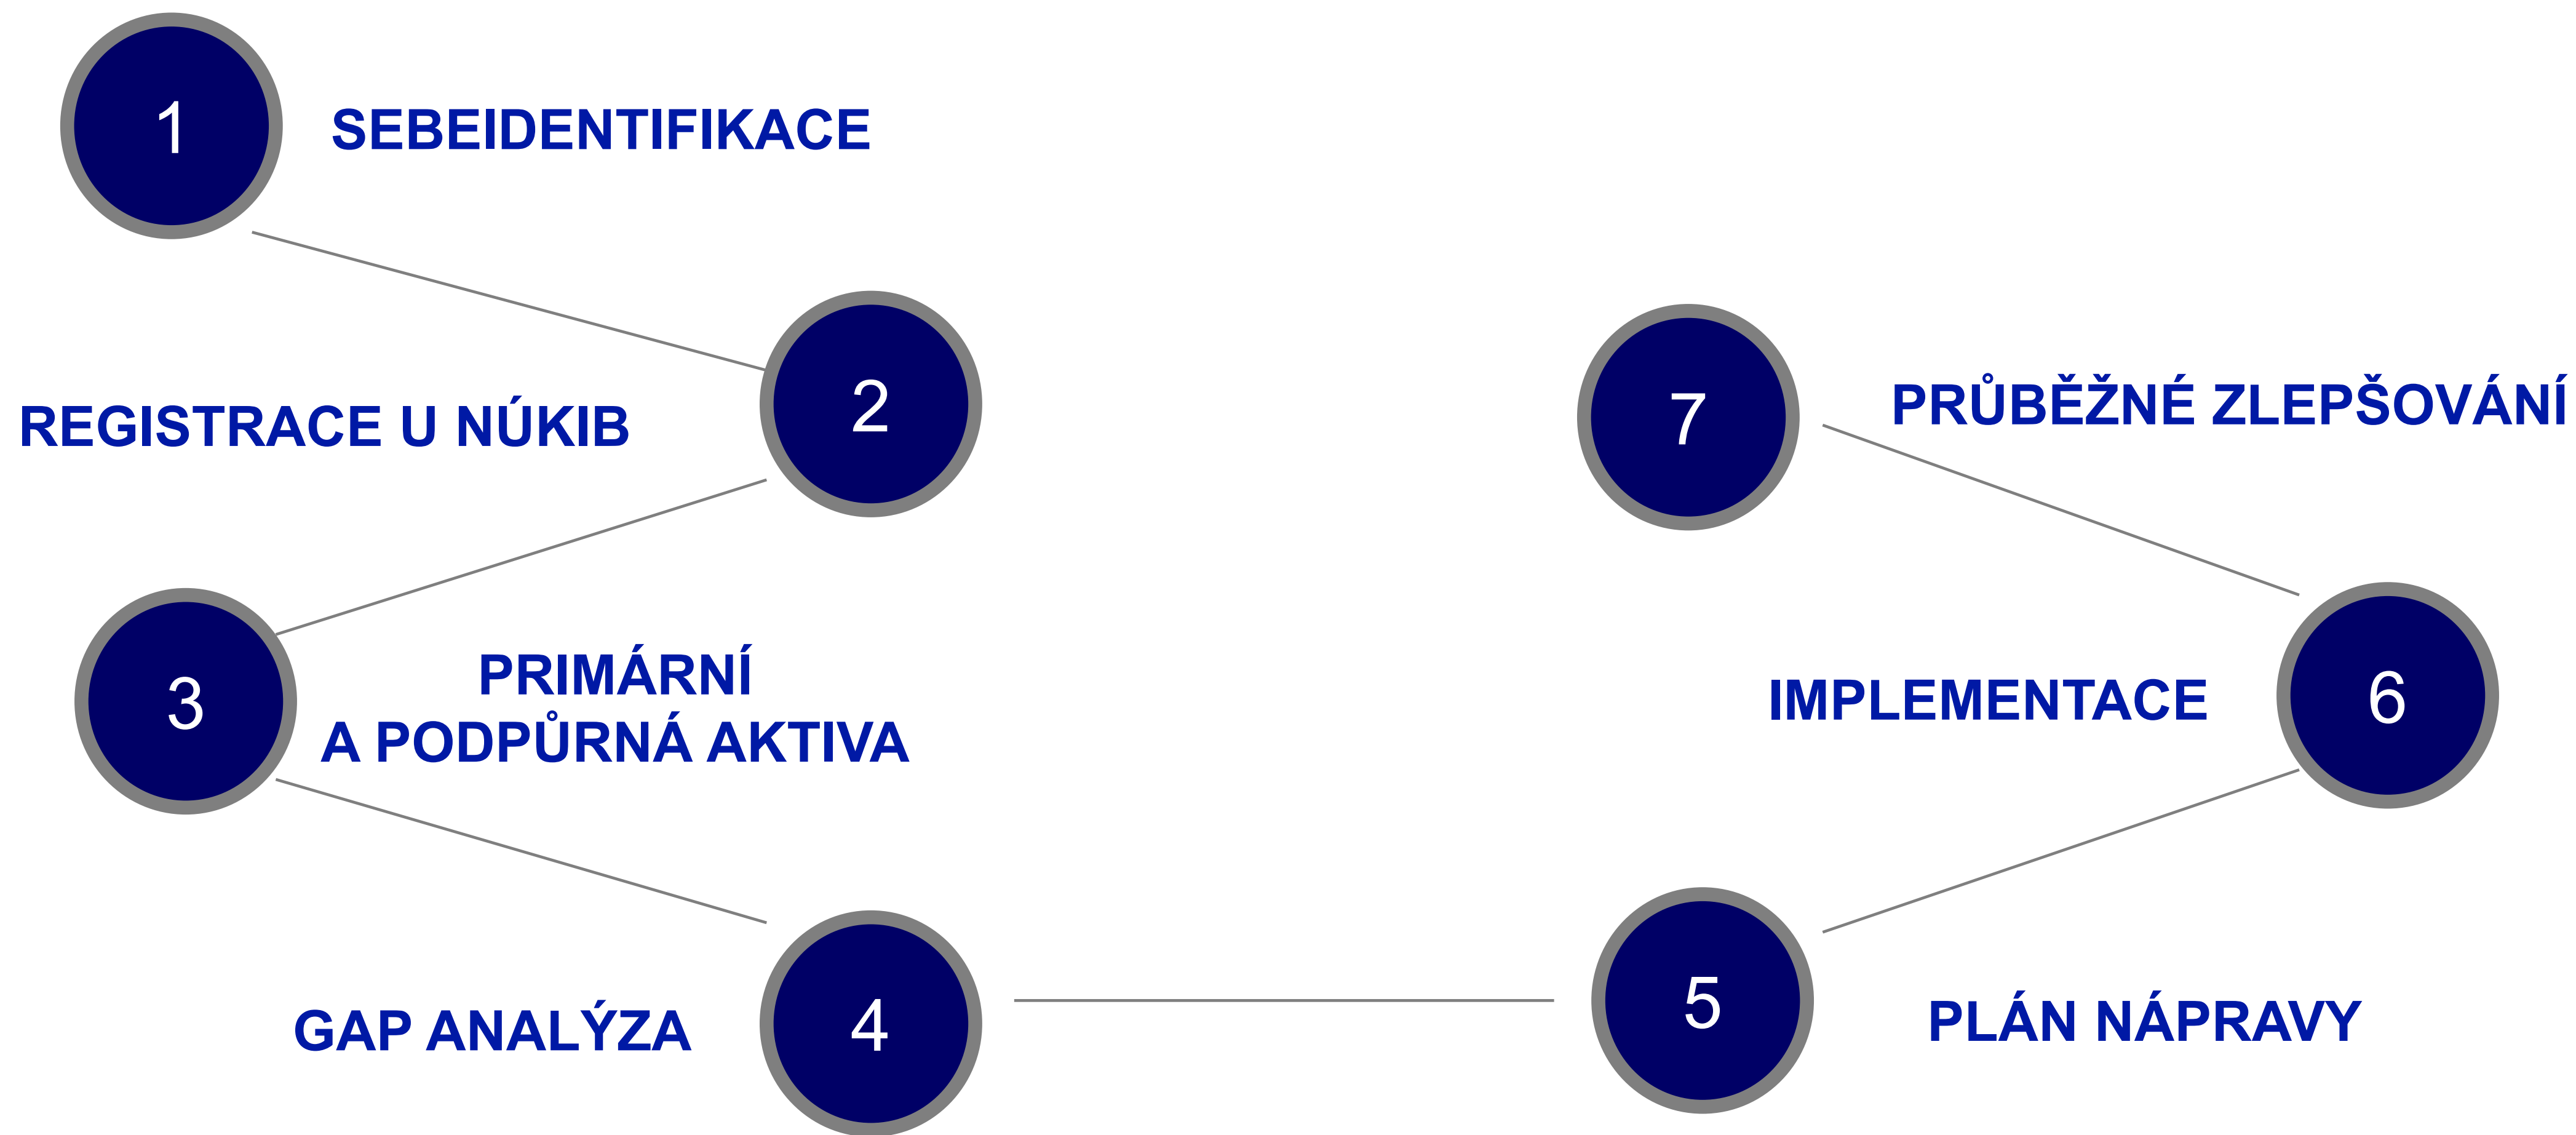 1
SEBEIDENTIFIKACE
2
REGISTRACE U NÚKIB
3
PRIMÁRNÍ
A PODPŮRNÁ AKTIVA
4
GAP ANALÝZA
5
PLÁN NÁPRAVY
6
IMPLEMENTACE
7
PRŮBĚŽNÉ ZLEPŠOVÁNÍ